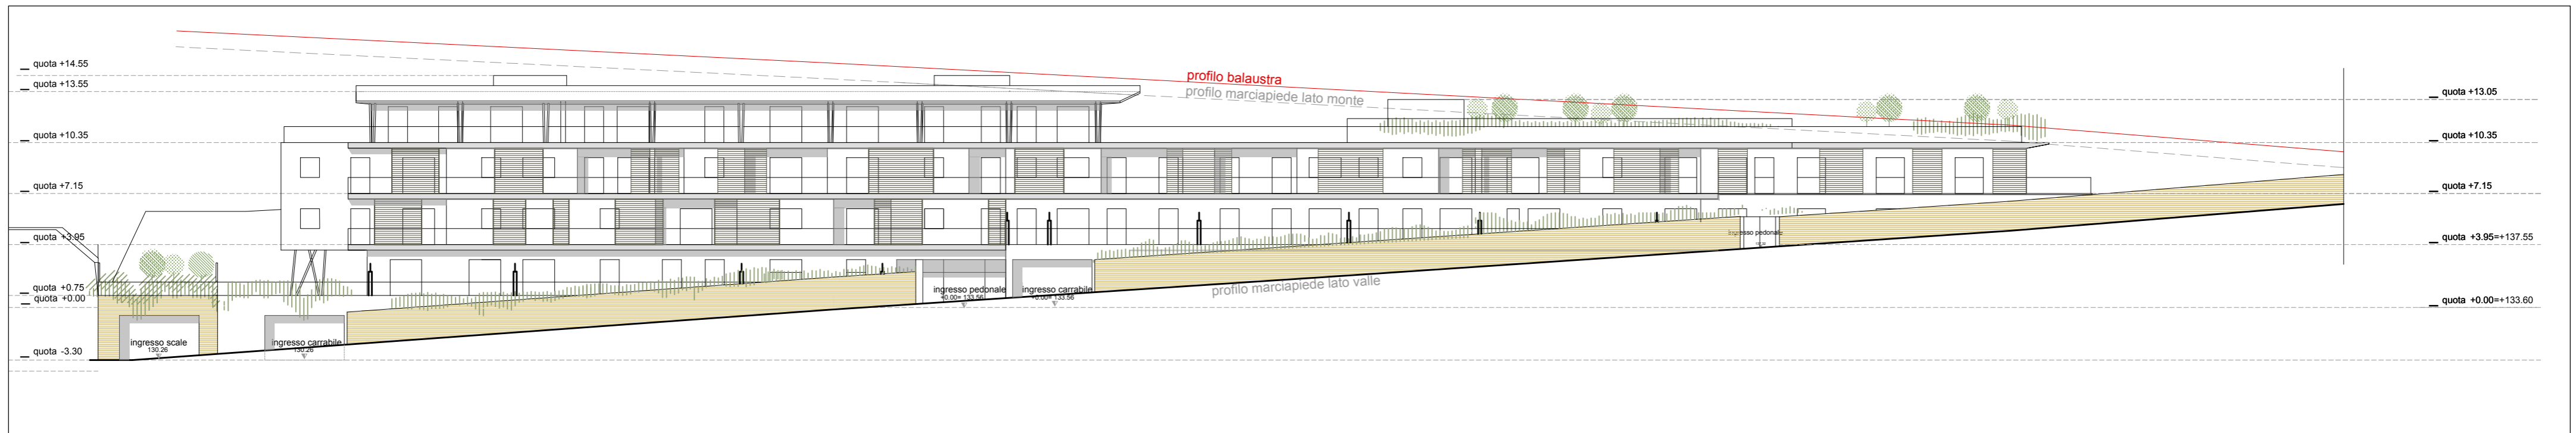 quota +14.55
quota +13.55
quota +10.35
quota +7.15
quota +3.95
quota +0.75
quota +0.00
quota -3.30
profilo balaustra
profilo marciapiede lato monte
profilo marciapiede lato valle
ingresso scale
130.26
ingresso carrabile
130.26
ingresso pedonale
+0.00= 133.56
ingresso carrabile
+0.00= 133.56
ingresso pedonale
quota +13.05
quota +10.35
quota +7.15
quota +3.95=+137.55
quota +0.00=+133.60